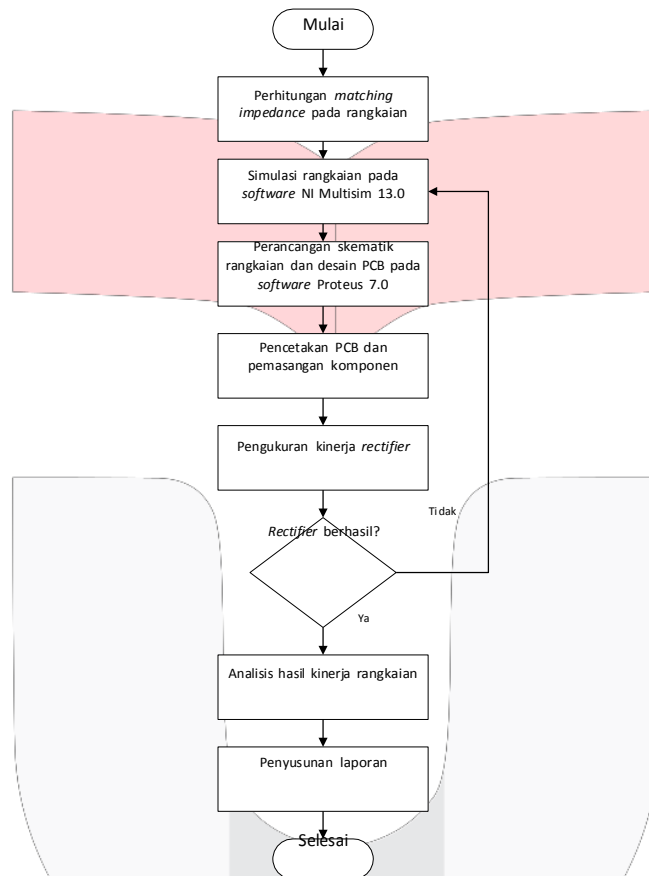 Mulai
Perhitungan matching
impedance pada rangkaian
Simulasi rangkaian pada
software NI Multisim 13.0
Perancangan skematik
rangkaian dan desain PCB pada
software Proteus 7.0
Pencetakan PCB dan
pemasangan komponen
Pengukuran kinerja rectifier
Tidak
Rectifier berhasil?
Ya
Analisis hasil kinerja rangkaian
Penyusunan laporan
Selesai